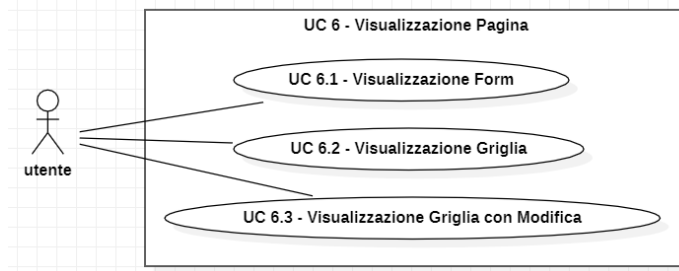 UC 6 - Visualizzazione Pagina
UC 6.1 - Visualizzazione Form
UC 6.2 - Visualizzazione Griglia
utente
UC 6.3 - Visualizzazione Griglia con Modifica